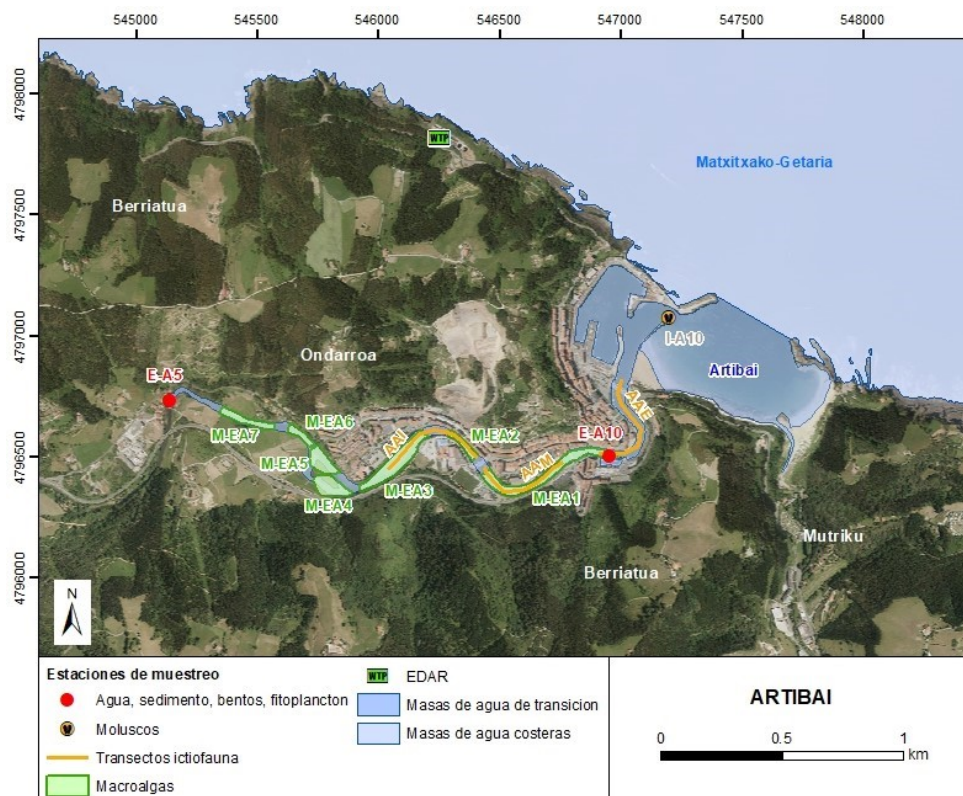 545000 545500 546000 546500 547000 547500 548000
4798000
4797500
4797000
4796500
4796000
WTP
Matxitxako-Getaria
Berriatua
I-A10
Ondarroa
Artibai
E-A5
AAE
M-EA7
M-EA6
AAI
M-EA2
E-A10
M-EA5
AAM
M-EA3
M-EA1
M-EA4
Mutriku
Berriatua
N
Estaciones de muestreo
Agua, sedimento, bentos, fitoplancton
Moluscos
Transectos ictiofauna
Macroalgas
WTP EDAR
Masas de agua de transicion
Masas de agua costeras
ARTIBAI
0 0.5 1
km